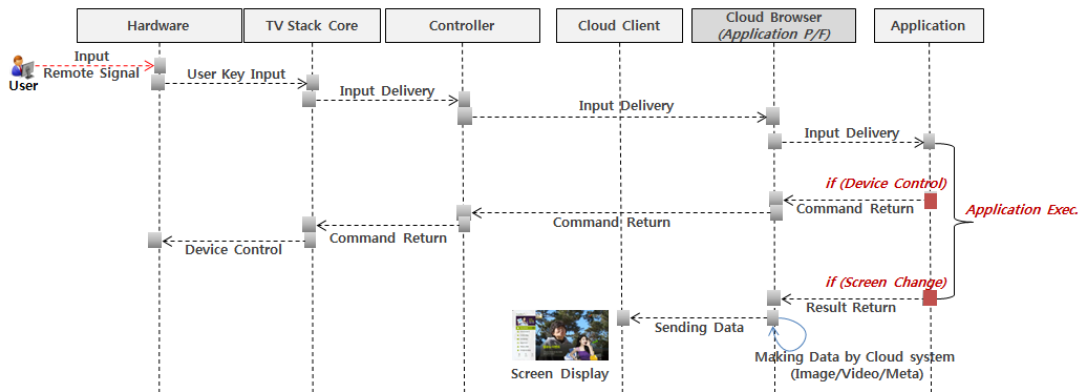 Hardware
TV Stack Core
Controller
Cloud Client
Cloud Browser
(Application P/F)
Application
Input
Remote Signal
User
User Key Input
Input Delivery
Input Delivery
Input Delivery
if (Device Control)
Command Return
Application Exec.
Command Return
Command Return
Device Control
if (Screen Change)
Result Return
Sending Data
Screen Display
Making Data by Cloud system
(Image/Video/Meta)